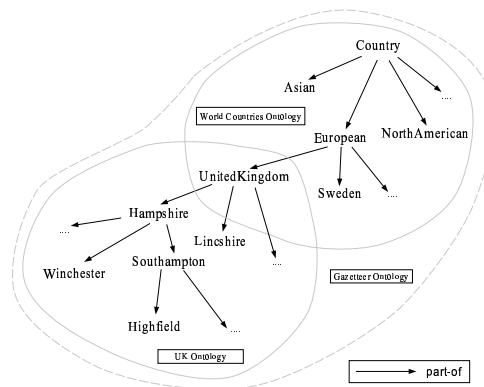 Country
Asian
....
World Countries Ontology
European
NorthAmerican
UnitedKingdom
Sweden
....
Hampshire
....
Lincshire
Southampton
....
Winchester
Gazetteer Ontology
Highfield
....
UK Ontology
part-of